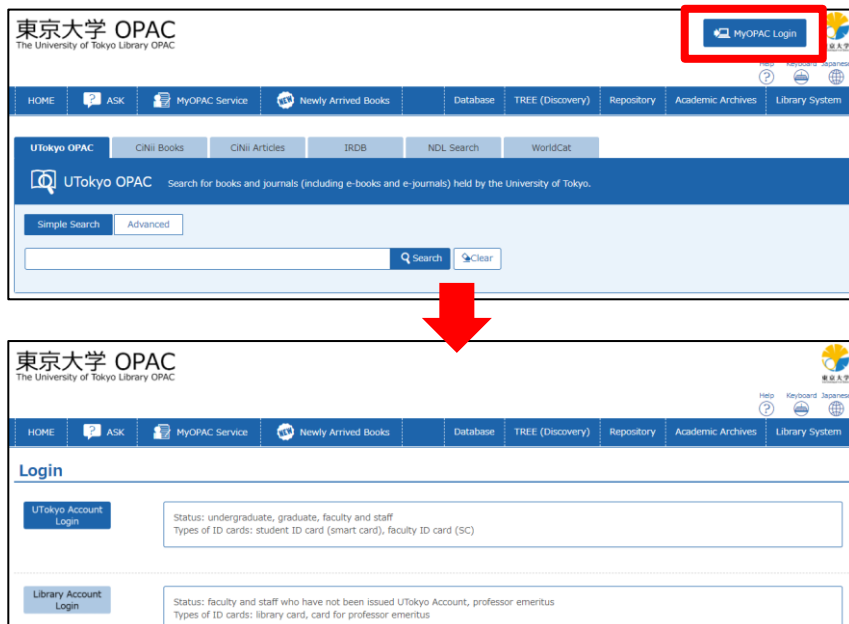 東京大学 OPAC
The University of Tokyo Library OPAC
MyOPAC Login
Help Keyboard Japanese
HOME ASK MyOPAC Service NEW Newly Arrived Books Database TREE (Discovery) Repository Academic Archives Library System
UTokyo OPAC CiNii Books CiNii Articles IRDB NDL Search WorldCat
UTokyo OPAC Search for books and journals (including e-books and e-journals) held by the University of Tokyo.
Simple Search Advanced
Search Clear
東京大学 OPAC
The University of Tokyo Library OPAC
東京大学
Help Keyboard Japanese
HOME ASK MyOPAC Service NEW Newly Arrived Books Database TREE (Discovery) Repository Academic Archives Library System
Login
UTokyo Account
Login
Status: undergraduate, graduate, faculty and staff
Types of ID cards: student ID card (smart card), faculty ID card (SC)
Library Account
Login
Status: faculty and staff who have not been issued UTokyo Account, professor emeritus
Types of ID cards: library card, card for professor emeritus